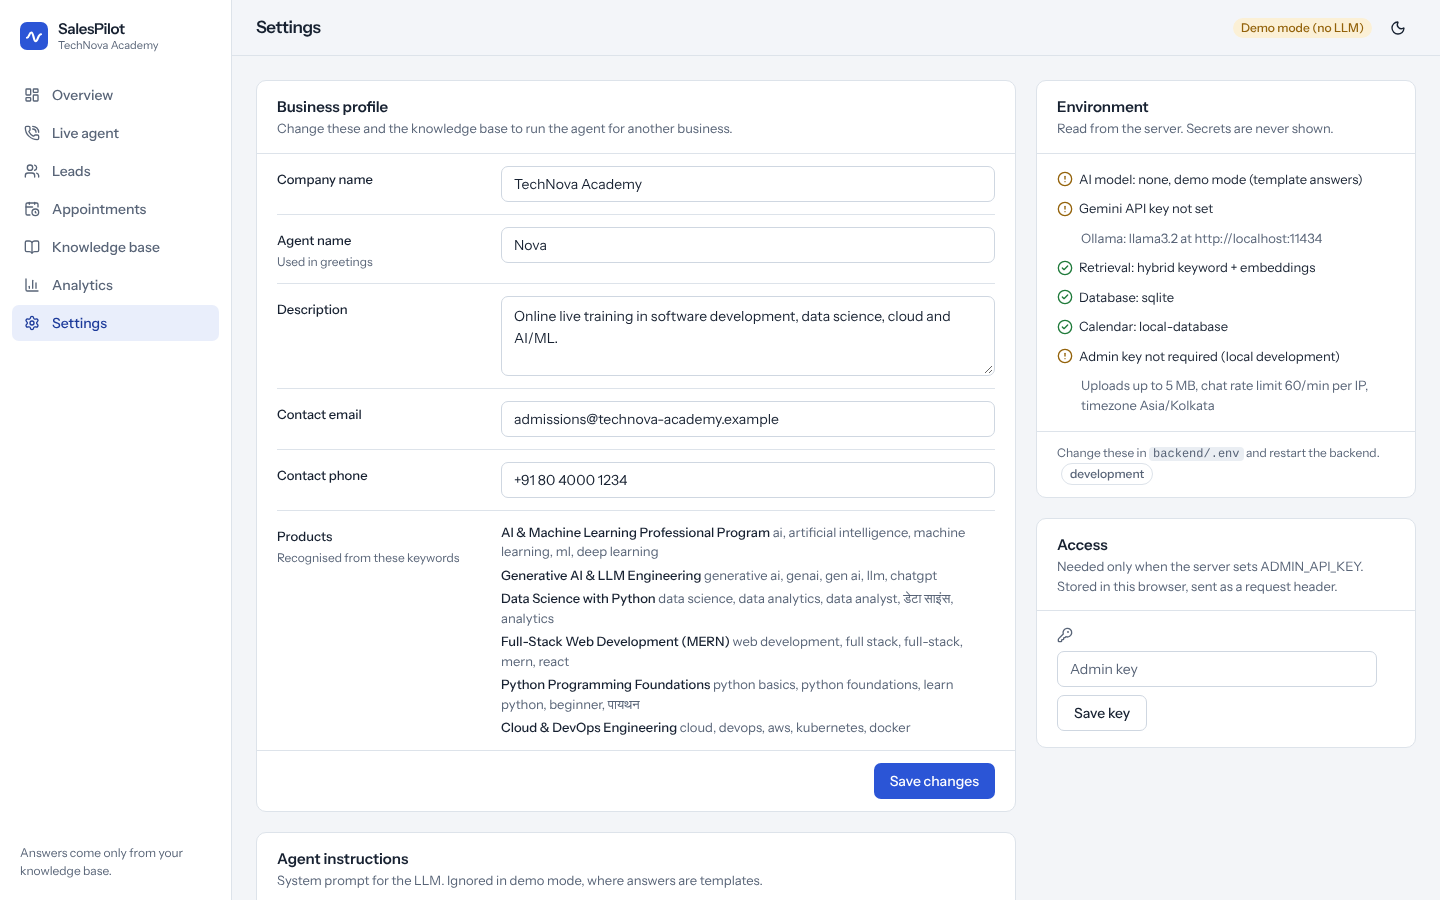 SalesPilot
TechNova Academy
Overview
Live agent
Leads
Appointments
Knowledge base
Analytics
Settings
Answers come only from your
knowledge base.
Settings
Demo mode (no LLM)
Business profile
Change these and the knowledge base to run the agent for another business.
Company name
TechNova Academy
Agent name
Used in greetings
Nova
Description
Online live training in software development, data science, cloud and
AI/ML.
Contact email
admissions@technova-academy.example
Contact phone
+91 80 4000 1234
Products
Recognised from these keywords
AI & Machine Learning Professional Program ai, artificial intelligence, machine
learning, ml, deep learning
Generative AI & LLM Engineering generative ai, genai, gen ai, llm, chatgpt
Data Science with Python data science, data analytics, data analyst, डेटा साइंस,
analytics
Full-Stack Web Development (MERN) web development, full stack, full-stack,
mern, react
Python Programming Foundations python basics, python foundations, learn
python, beginner, पायथन
Cloud & DevOps Engineering cloud, devops, aws, kubernetes, docker
Save changes
Agent instructions
System prompt for the LLM. Ignored in demo mode, where answers are templates.
Environment
Read from the server. Secrets are never shown.
AI model: none, demo mode (template answers)
Gemini API key not set
Ollama: llama3.2 at http://localhost:11434
Retrieval: hybrid keyword + embeddings
Database: sqlite
Calendar: local-database
Admin key not required (local development)
Uploads up to 5 MB, chat rate limit 60/min per IP,
timezone Asia/Kolkata
Change these in backend/.env and restart the backend.
development
Access
Needed only when the server sets ADMIN_API_KEY.
Stored in this browser, sent as a request header.
Admin key
Save key